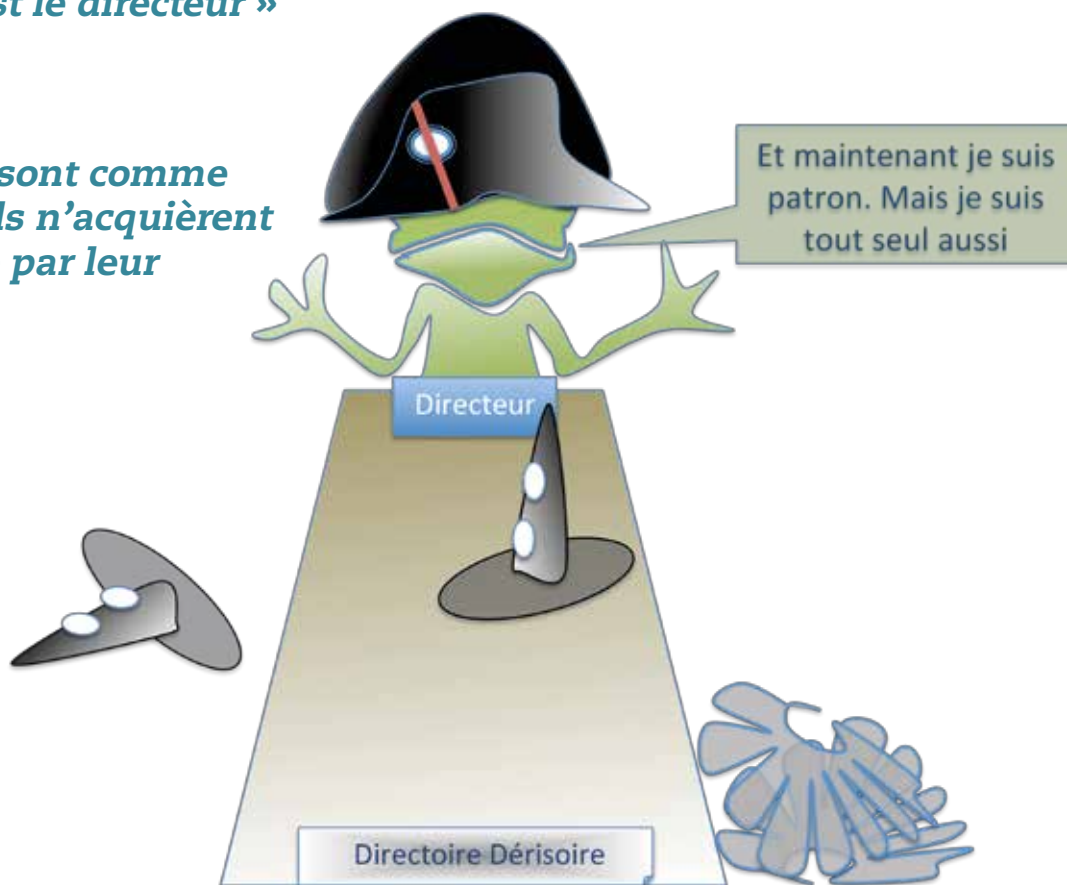 st le directeur »
sont comme
ls n'acquièrent
par leur
Et maintenant je suis
patron. Mais je suis
tout seul aussi
Directeur
Directoire Dérisoire